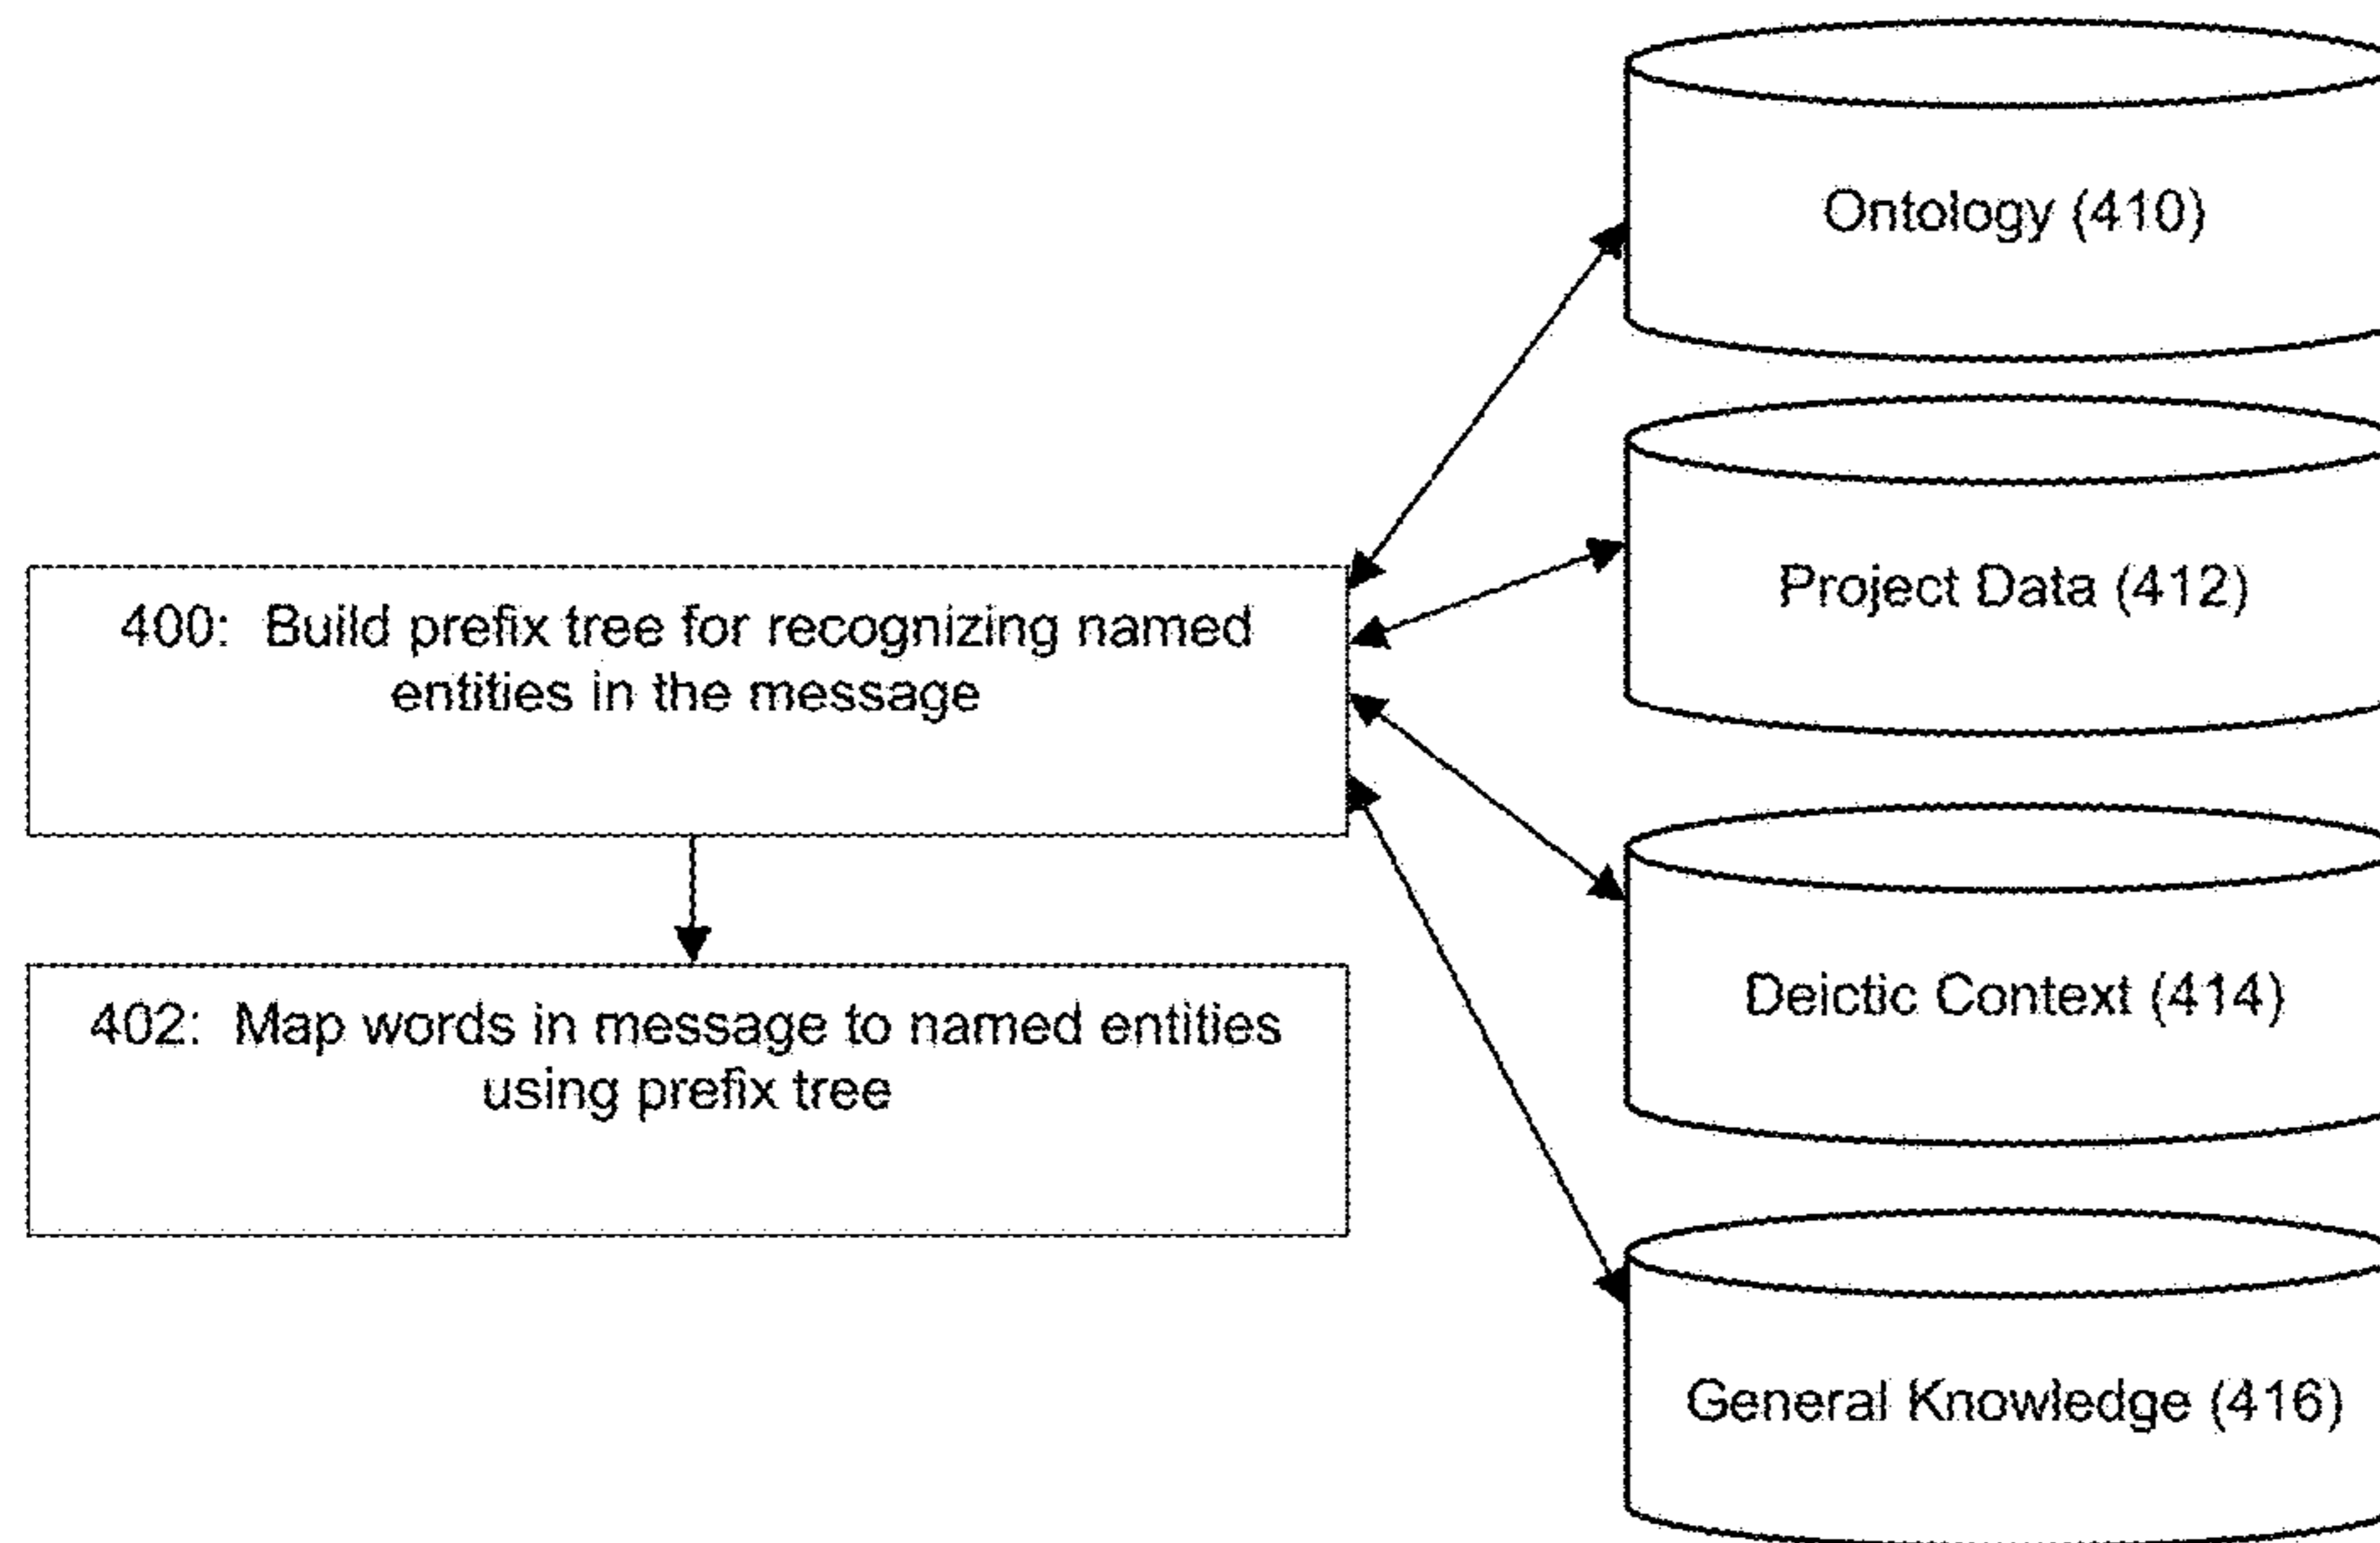 Ontology (410)
Project Data (412)
400: Build prefix tree for recognizing named
entities in the message
Deictic Context (414)
402: Map words in message to named entities
using prefix tree
General Knowledge (416)